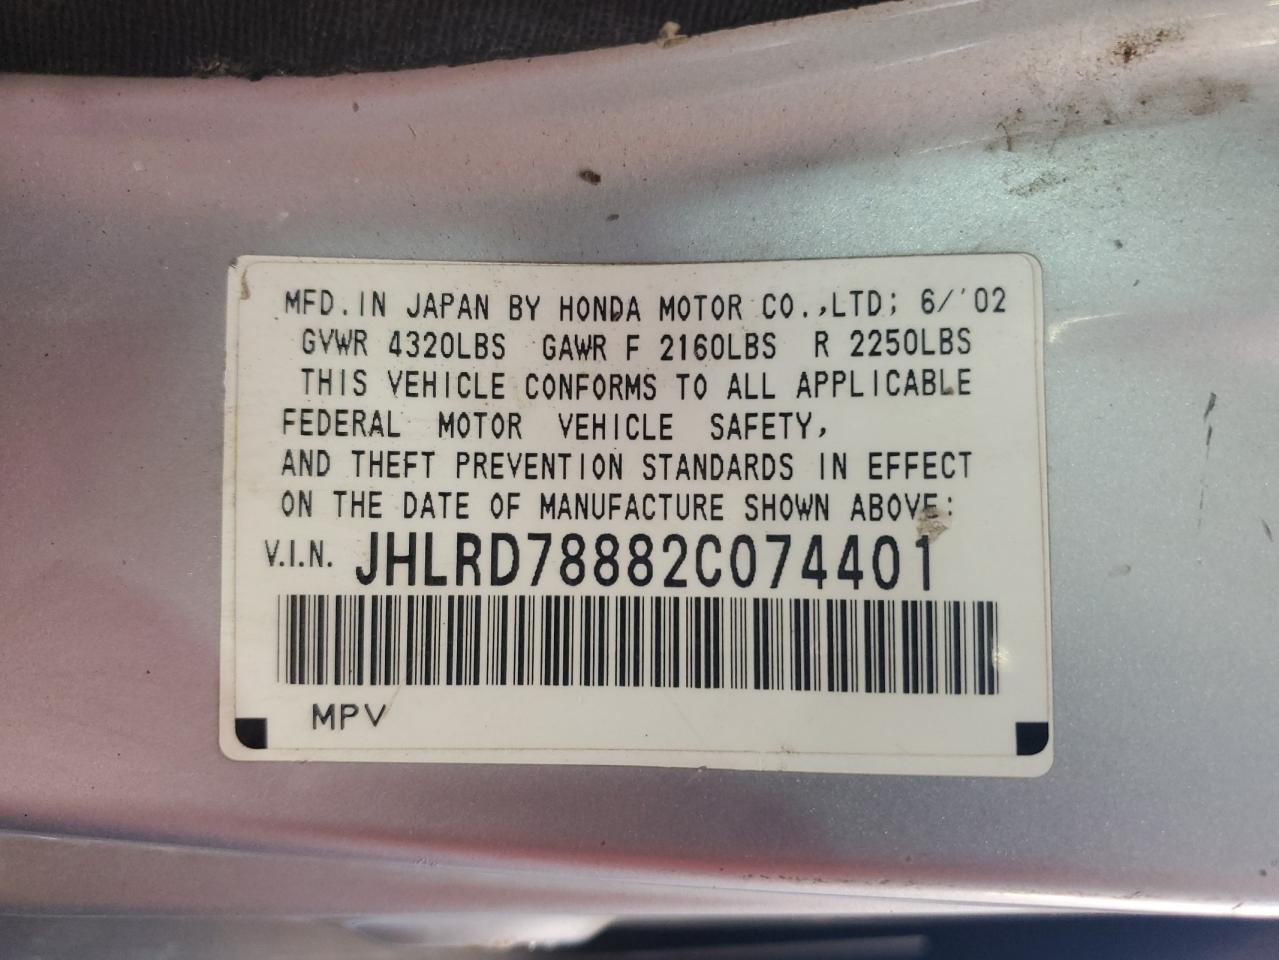 MFD.IN JAPAN BY HONDA MOTOR CO.,LTD; 6/'02
GVWR 4320LBS GAWR F 2160LBS R 2250LBS
THIS VEHICLE CONFORMS TO ALL APPLICABLE
FEDERAL MOTOR VEHICLE SAFETY,
AND THEFT PREVENTION STANDARDS IN EFFECT
ON THE DATE OF MANUFACTURE SHOWN ABOVE:
V.I.N. JHLRD78882C074401
MPV